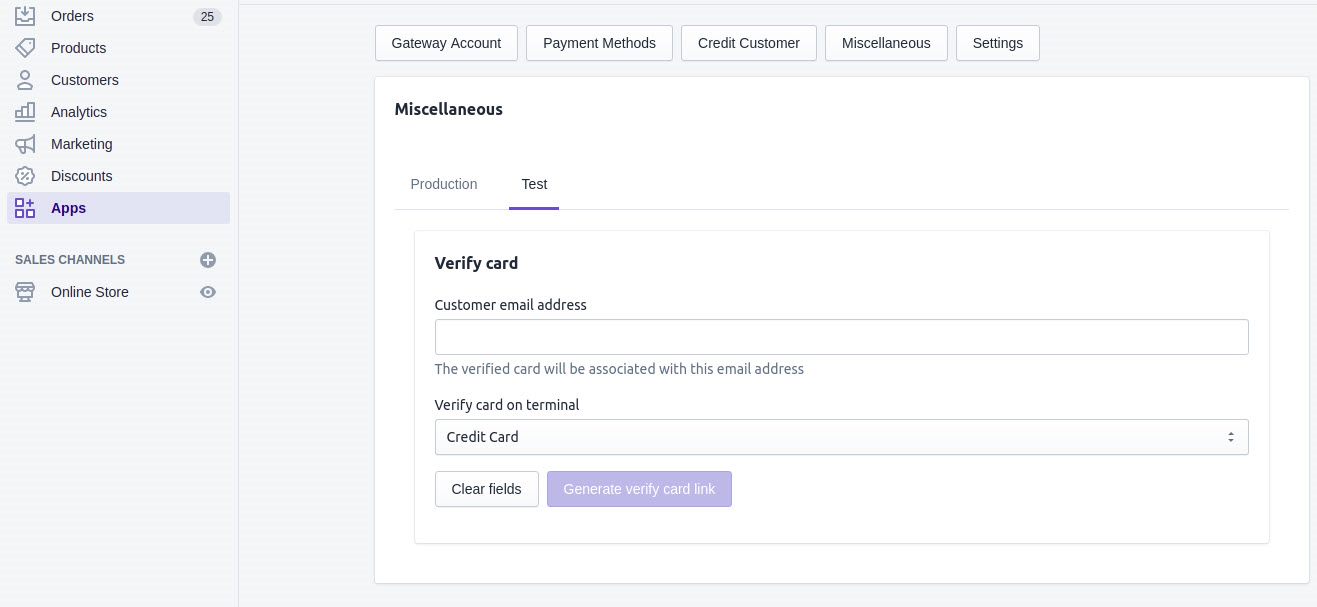 Orders 25
Products
Customers
Analytics
Marketing
Discounts
Apps
SALES CHANNELS
Online Store
Gateway Account Payment Methods Credit Customer Miscellaneous Settings
Miscellaneous
Production Test
Verify card
Customer email address
The verified card will be associated with this email address
Verify card on terminal
Credit Card
Clear fields Generate verify card link